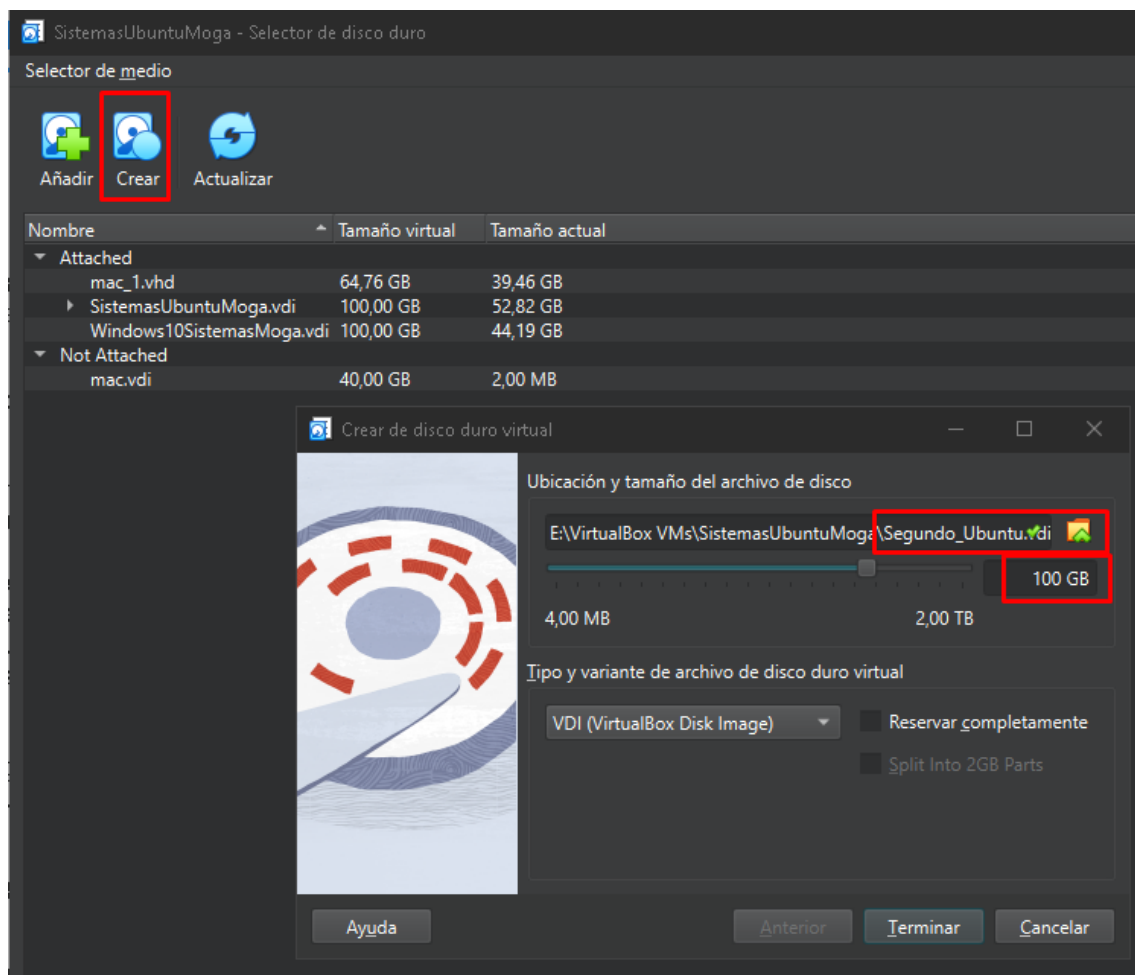 SistemasUbuntuMoga - Selector de disco duro
Selector de medio
Añadir Crear Actualizar
Nombre Tamaño virtual Tamaño actual
Attached
mac_1.vhd 64,76 GB 39,46 GB
SistemasUbuntuMoga.vdi 100,00 GB 52,82 GB
Windows10SistemasMoga.vdi 100,00 GB 44,19 GB
Not Attached
mac.vdi 40,00 GB 2,00 MB
Crear de disco duro virtual
Ubicación y tamaño del archivo de disco
E:\VirtualBox VMs\SistemasUbuntuMoga\Segundo_Ubuntu.vdi
100 GB
4,00 MB 2,00 TB
Tipo y variante de archivo de disco duro virtual
VDI (VirtualBox Disk Image) Reservar completamente
Split Into 2GB Parts
Ayuda Anterior Terminar Cancelar